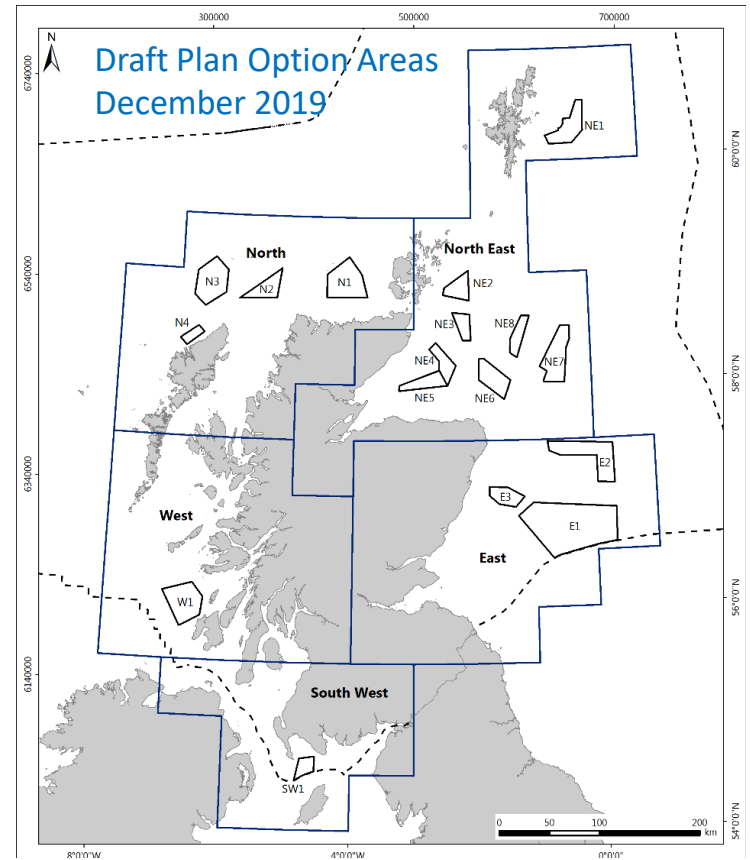 300000 500000 700000
N
Draft Plan Option Areas
December 2019
6740000
60°0'0"N
NE1
North
North East
6540000
N3
N2
N1
NE2
N4
NE3
NE8
NE4
NE7
58°0'0"N
NE5
NE6
6340000
E2
West
E3
E1
East
W1
56°0'0"N
6140000
South West
SW1
0 50 100 200
km
54°0'0"N
8°0'0"W 4°0'0"W 0°0'0"